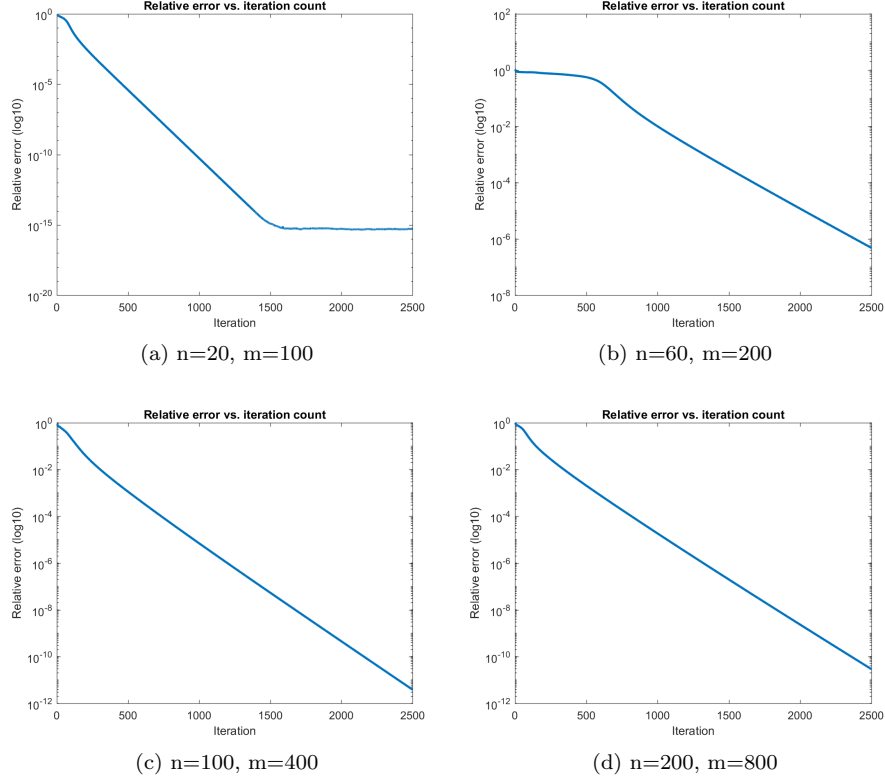 Relative error vs. iteration count
10^0
10^-5
10^-10
10^-15
10^-20
Relative error (log10)
0 500 1000 1500 2000 2500
Iteration
(a) n=20, m=100
Relative error vs. iteration count
10^2
10^0
10^-2
10^-4
10^-6
10^-8
Relative error (log10)
0 500 1000 1500 2000 2500
Iteration
(b) n=60, m=200
Relative error vs. iteration count
10^0
10^-2
10^-4
10^-6
10^-8
10^-10
10^-12
Relative error (log10)
0 500 1000 1500 2000 2500
Iteration
(c) n=100, m=400
Relative error vs. iteration count
10^0
10^-2
10^-4
10^-6
10^-8
10^-10
10^-12
Relative error (log10)
0 500 1000 1500 2000 2500
Iteration
(d) n=200, m=800